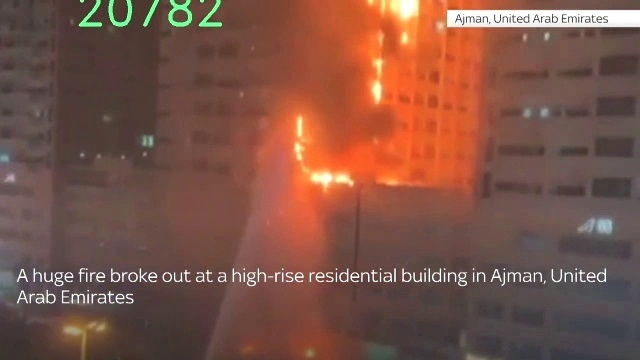 20782
Ajman, United Arab Emirates
A huge fire broke out at a high-rise residential building in Ajman, United
Arab Emirates